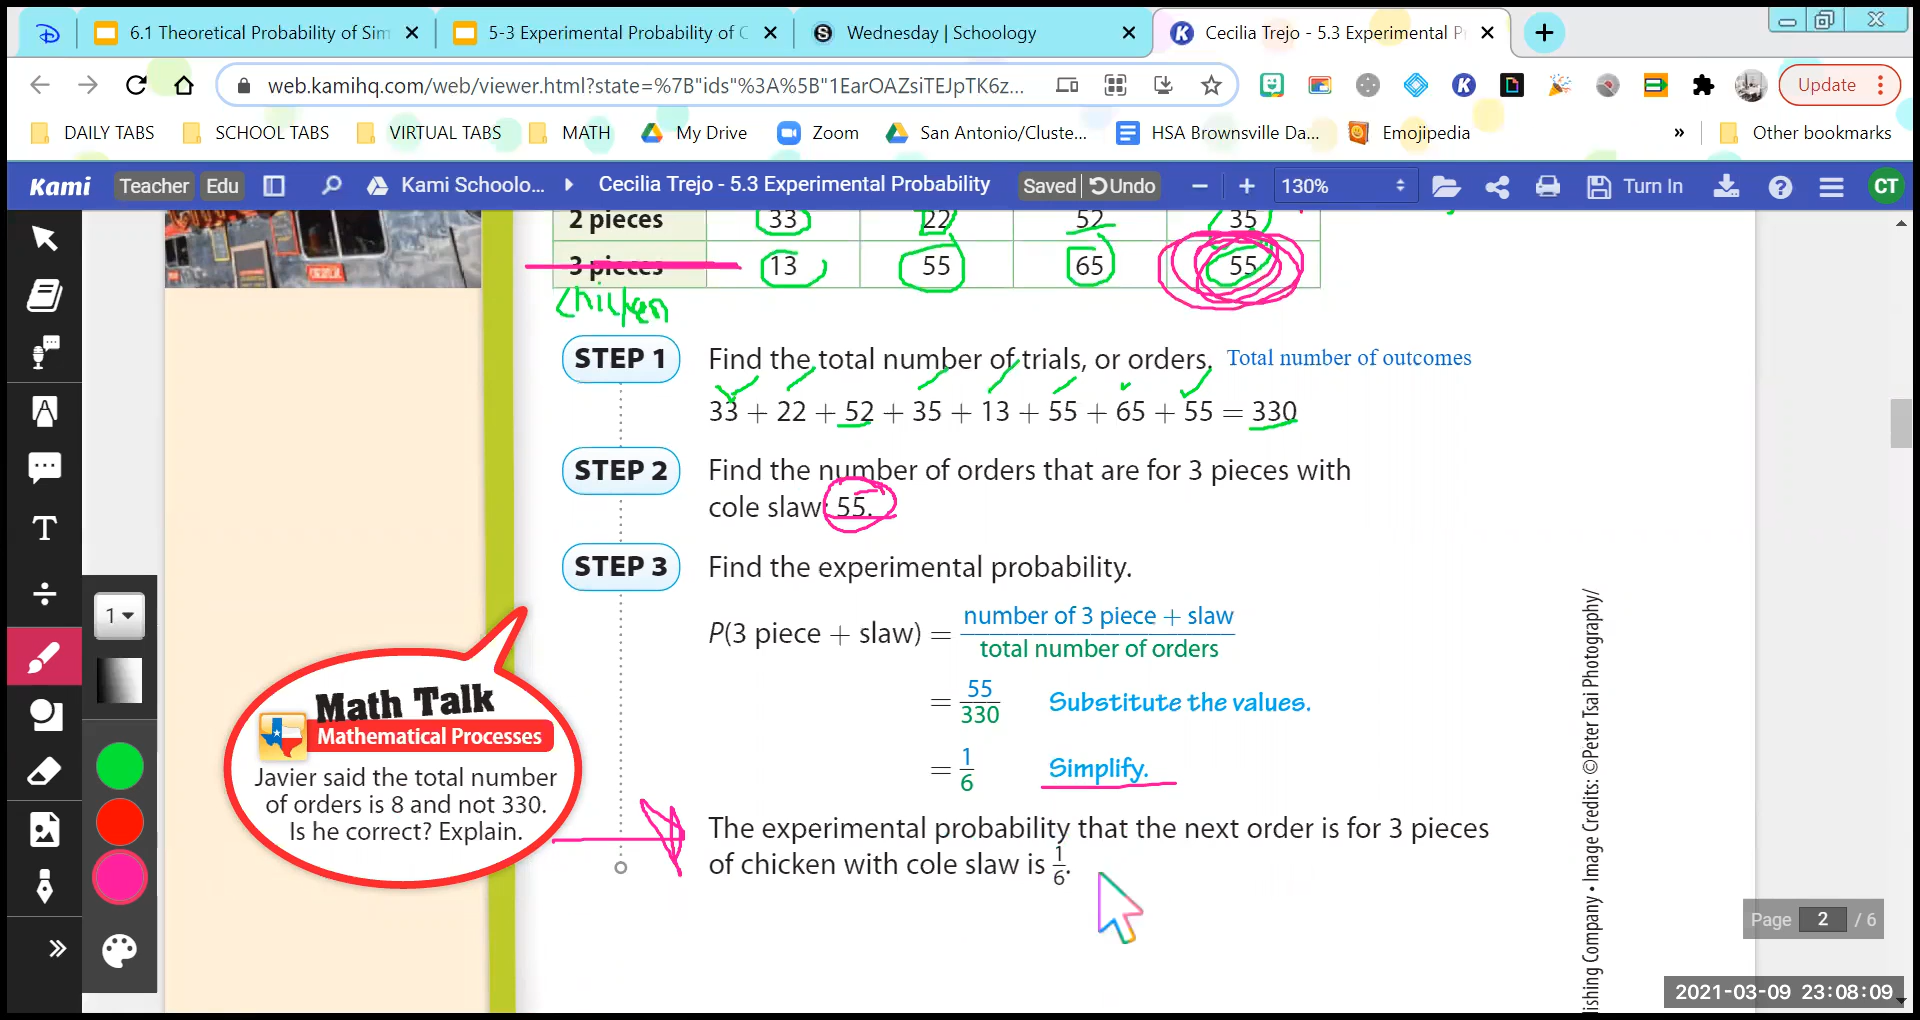 6.1 Theoretical Probability of Sim
5-3 Experimental Probability of C
Wednesday | Schoology
Cecilia Trejo - 5.3 Experimental P
web.kamihq.com/web/viewer.html?state=%7B"ids"%3A%5B"1EarOAZsiTEJpTK6z...
Update
DAILY TABS
SCHOOL TABS
VIRTUAL TABS
MATH
My Drive
Zoom
San Antonio/Cluste...
HSA Brownsville Da...
Emojipedia
»
Other bookmarks
Kami
Teacher
Edu
Kami Schoolo...
Cecilia Trejo - 5.3 Experimental Probability
Saved
Undo
130%
Turn In
CT
2 pieces 33 22 52 35
3 pieces 13 55 65 55
chicken
STEP 1 Find the total number of trials, or orders. Total number of outcomes
33 + 22 + 52 + 35 + 13 + 55 + 65 + 55 = 330
STEP 2 Find the number of orders that are for 3 pieces with
cole slaw: 55.
STEP 3 Find the experimental probability.
P(3 piece + slaw) = number of 3 piece + slaw / total number of orders
= 55/330 Substitute the values.
= 1/6 Simplify.
The experimental probability that the next order is for 3 pieces
of chicken with cole slaw is 1/6.
Math Talk
Mathematical Processes
Javier said the total number
of orders is 8 and not 330.
Is he correct? Explain.
1
lishing Company • Image Credits: ©Peter Tsai Photography/
Page 2 / 6
2021-03-09 23:08:09